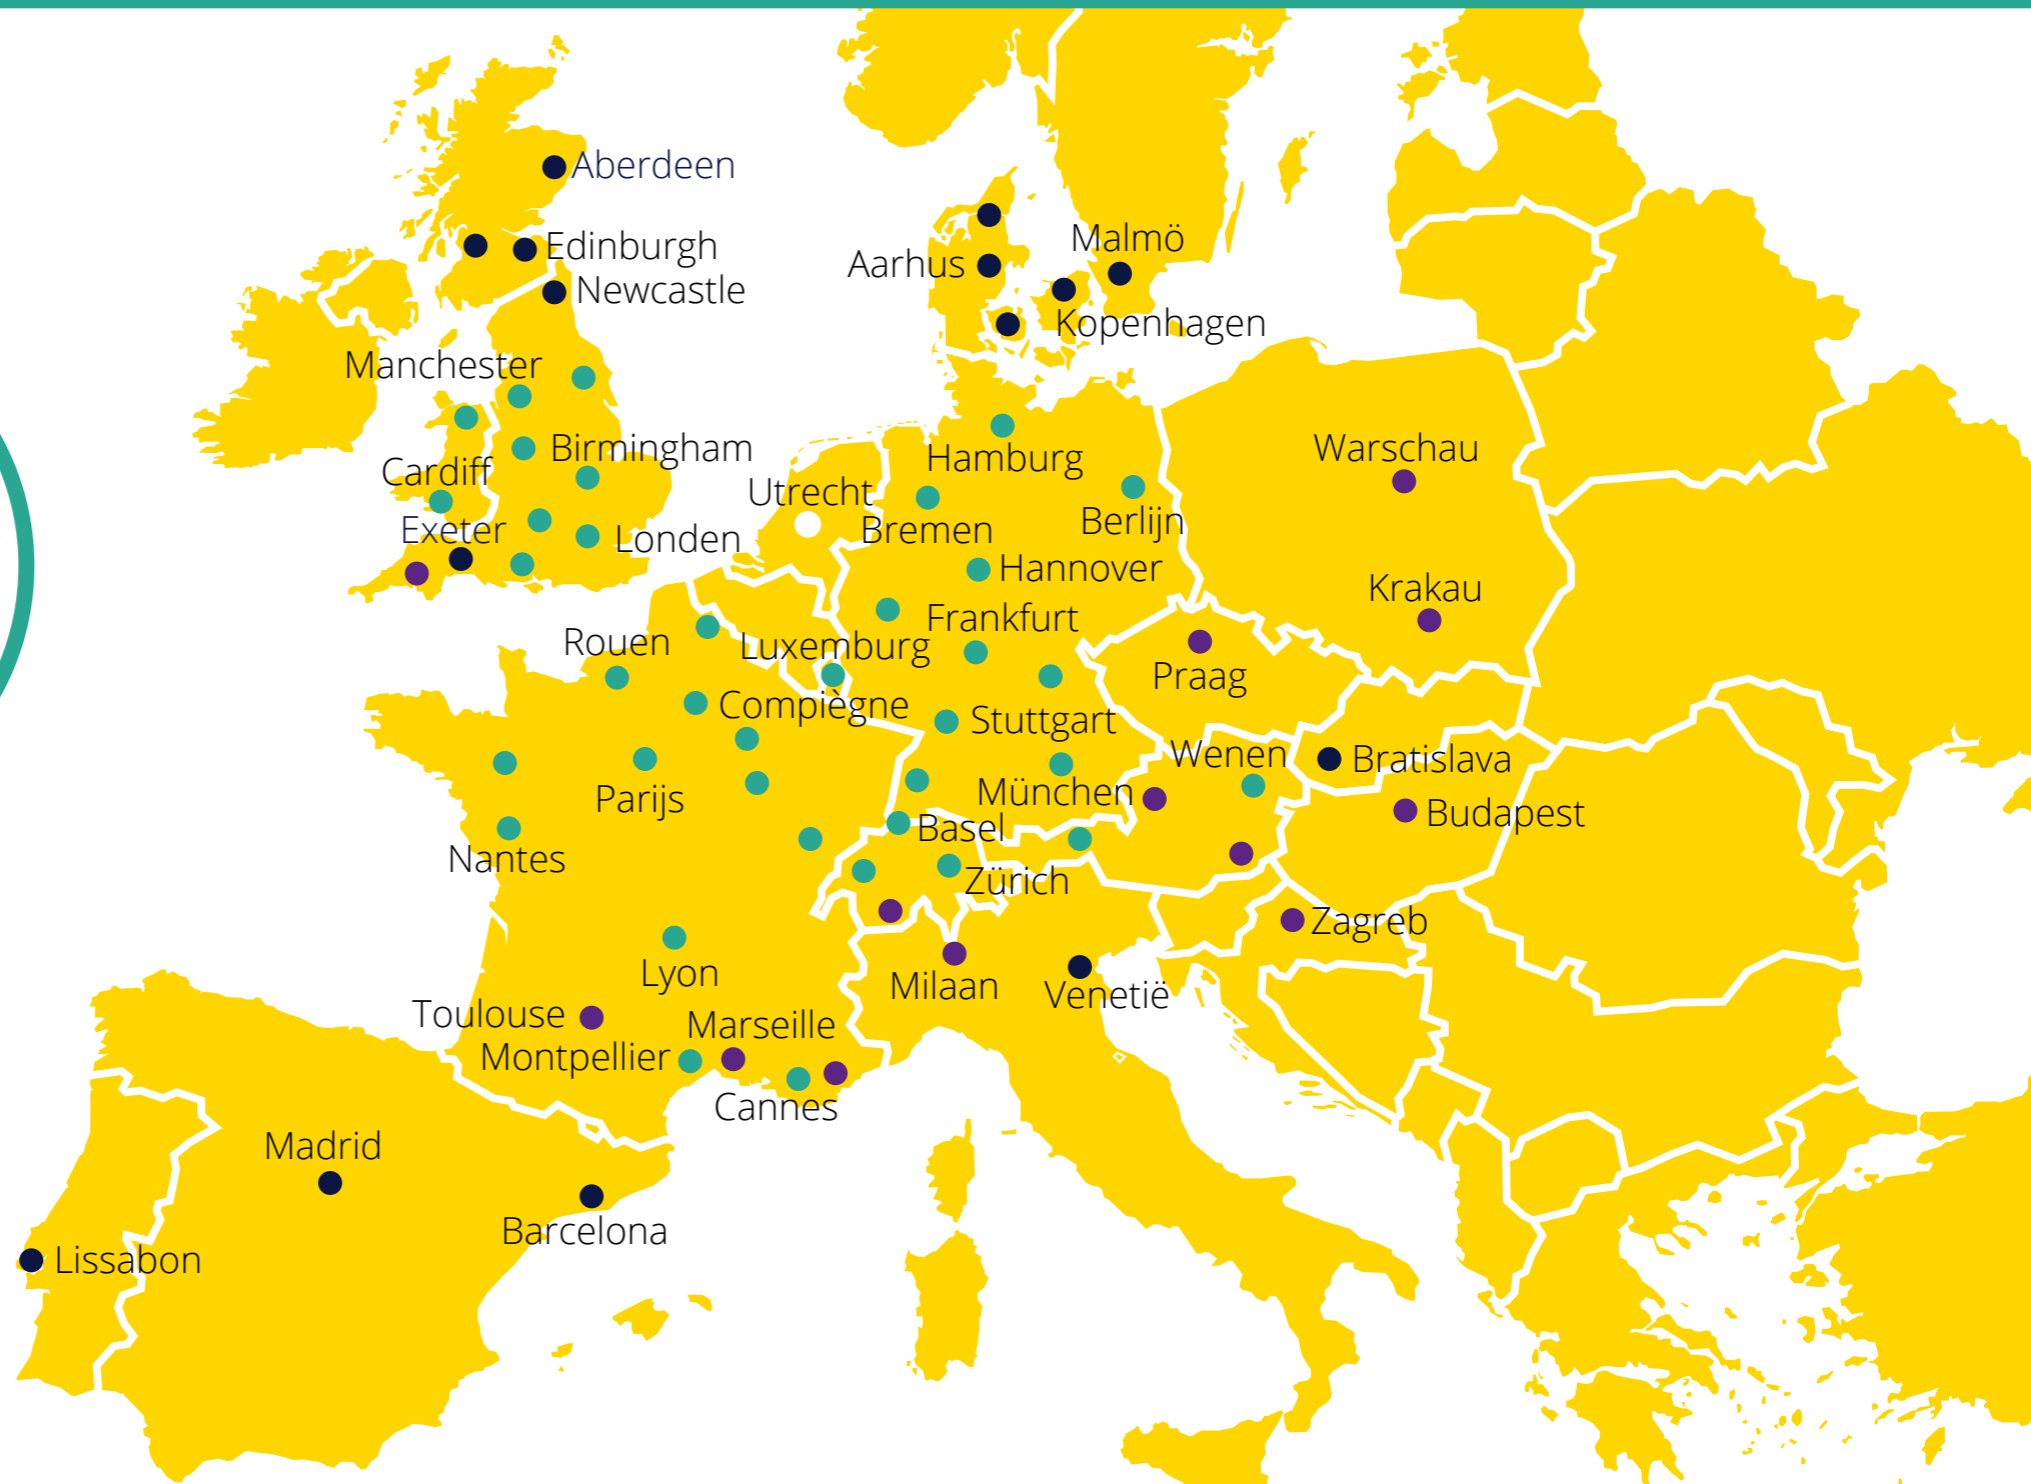 Aberdeen
Edinburgh
Malmö
Aarhus
Newcastle
Kopenhagen
Manchester
Birmingham
Warschau
Hamburg
Cardiff
Utrecht
Berlijn
Exeter
Bremen
Londen
Hannover
Krakau
Frankfurt
Rouen
Luxemburg
Praag
Compiègne
Stuttgart
Wenen
Bratislava
München
Parijs
Budapest
Basel
Nantes
Zürich
Zagreb
Lyon
Milaan
Venetië
Toulouse
Marseille
Montpellier
Cannes
Madrid
Barcelona
Lissabon